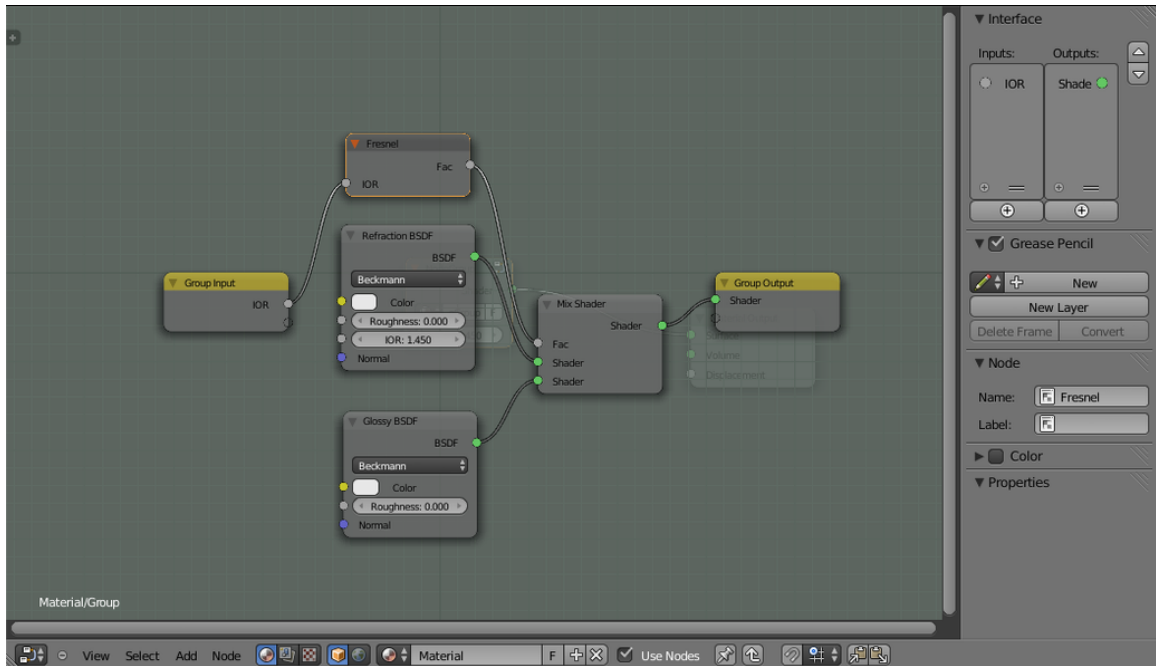 Interface
Inputs: Outputs:
IOR Shade
Fresnel
Fac
IOR
Grease Pencil
New
New Layer
Delete Frame Convert
Refraction BSDF
BSDF
Beckmann
Color
Roughness: 0.000
IOR: 1.450
Normal
Group Input
IOR
Mix Shader
Shader
Fac
Shader
Shader
Group Output
Shader
Surface
Volume
Displacement
Node
Name: Fresnel
Label:
Color
Properties
Glossy BSDF
BSDF
Beckmann
Color
Roughness: 0.000
Normal
Material/Group
View Select Add Node Material F Use Nodes